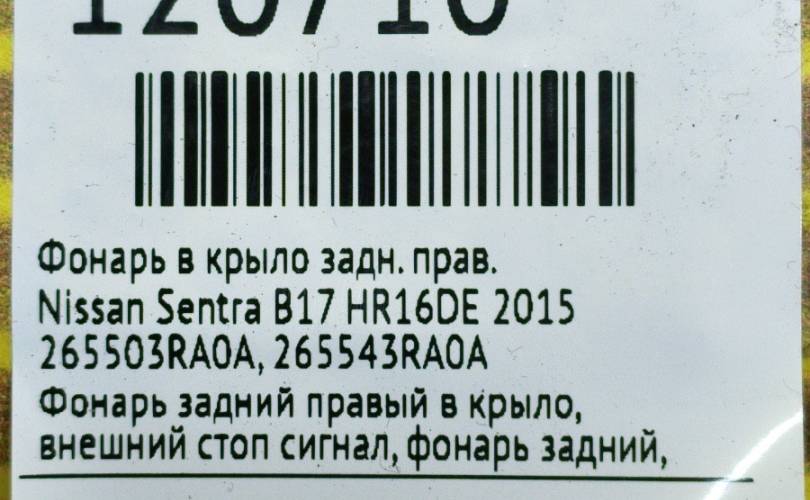 120710
Фонарь в крыло задн. прав.
Nissan Sentra B17 HR16DE 2015
265503RA0A, 265543RA0A
Фонарь задний правый в крыло,
внешний стоп сигнал, фонарь задний,